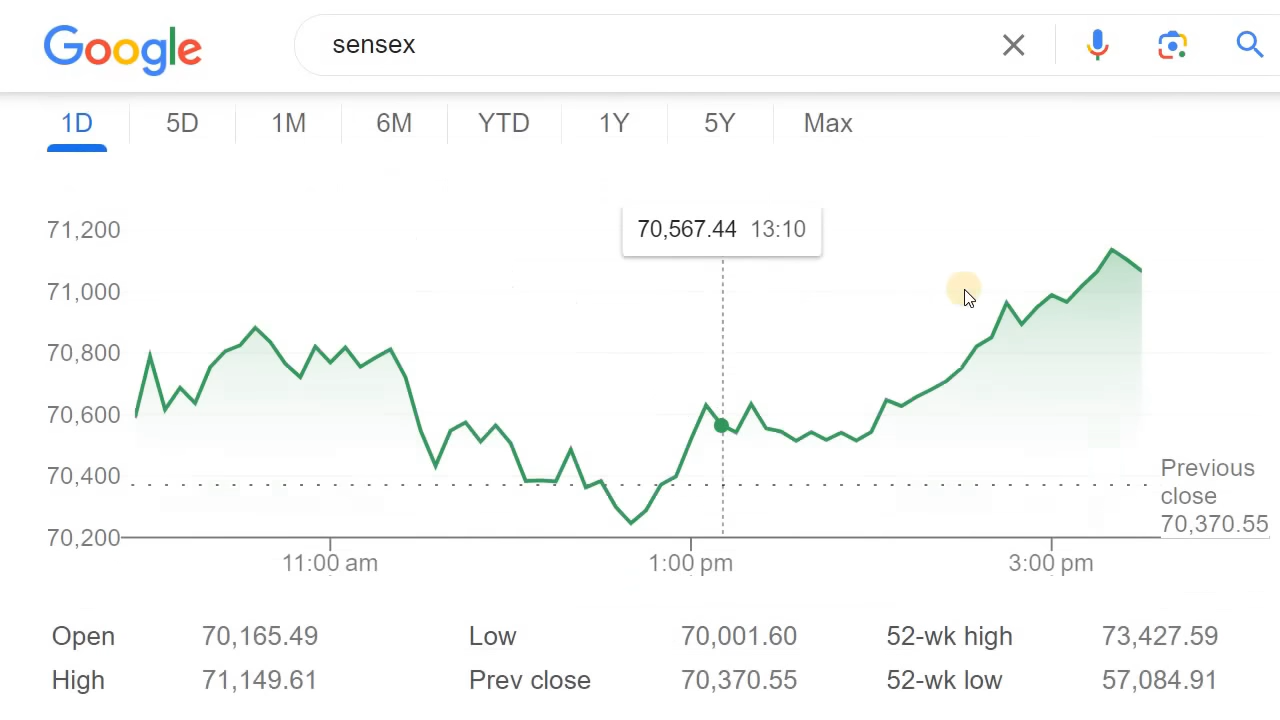 Google
sensex
1D 5D 1M 6M YTD 1Y 5Y Max
71,200
70,567.44 13:10
71,000
70,800
70,600
70,400
Previous
close
70,370.55
70,200
11:00 am 1:00 pm 3:00 pm
Open 70,165.49 Low 70,001.60 52-wk high 73,427.59
High 71,149.61 Prev close 70,370.55 52-wk low 57,084.91